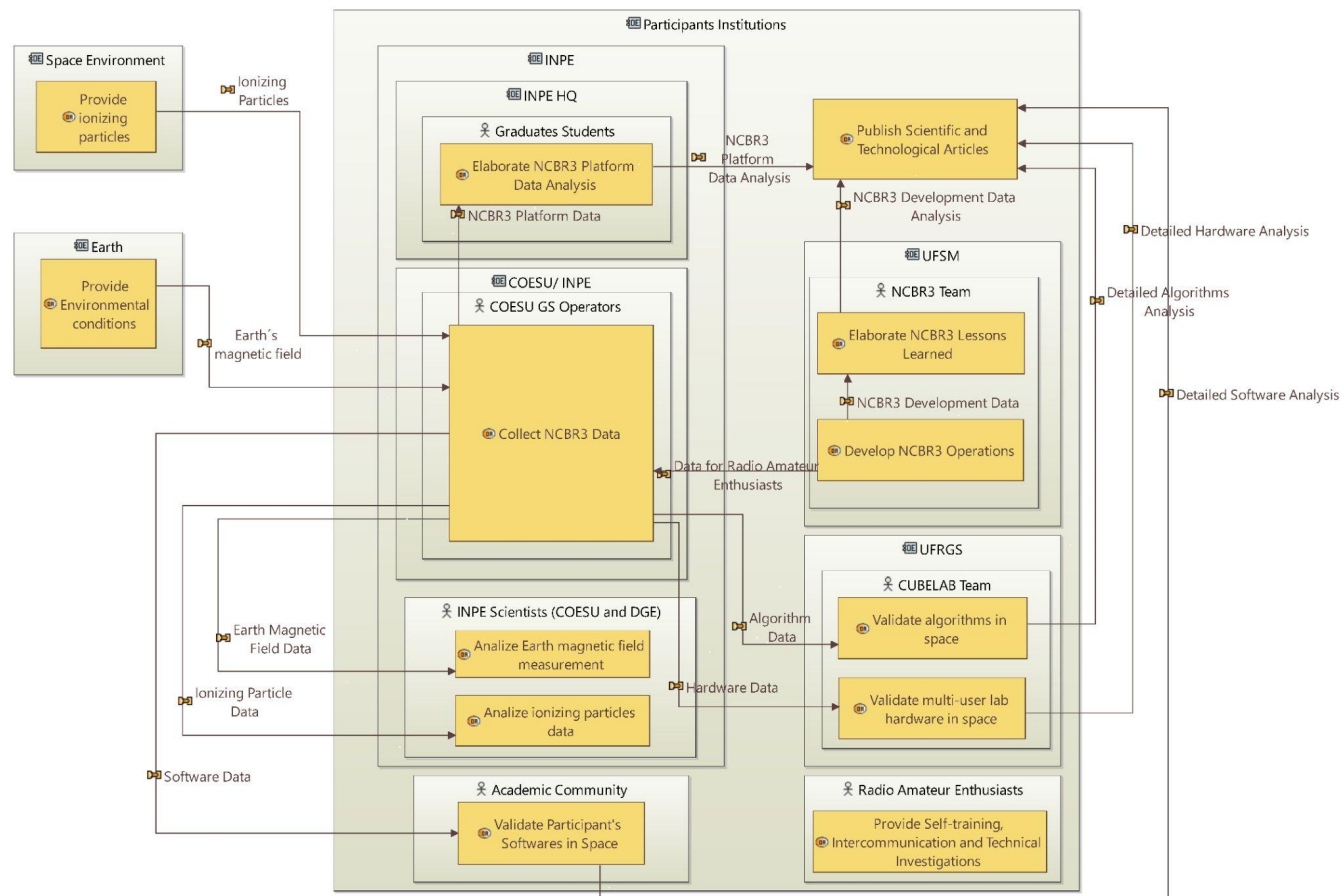 Participants Institutions
Space Environment
Provide
ionizing
particles
Ionizing
Particles
INPE
INPE HQ
Graduates Students
Elaborate NCBR3 Platform
Data Analysis
NCBR3
Platform
Data Analysis
Publish Scientific and
Technological Articles
NCBR3 Platform Data
NCBR3 Development Data
Analysis
Detailed Hardware Analysis
Earth
Provide
Environmental
conditions
Earth´s
magnetic field
COESU/ INPE
COESU GS Operators
Collect NCBR3 Data
UFSM
NCBR3 Team
Elaborate NCBR3 Lessons
Learned
NCBR3 Development Data
Develop NCBR3 Operations
Detailed Algorithms
Analysis
Detailed Software Analysis
Data for Radio Amateur
Enthusiasts
UFRGS
CUBELAB Team
Validate algorithms in
space
Validate multi-user lab
hardware in space
Algorithm
Data
Hardware Data
INPE Scientists (COESU and DGE)
Analize Earth magnetic field
measurement
Analize ionizing particles
data
Earth Magnetic
Field Data
Ionizing Particle
Data
Software Data
Academic Community
Validate Participant's
Softwares in Space
Radio Amateur Enthusiasts
Provide Self-training,
Intercommunication and Technical
Investigations